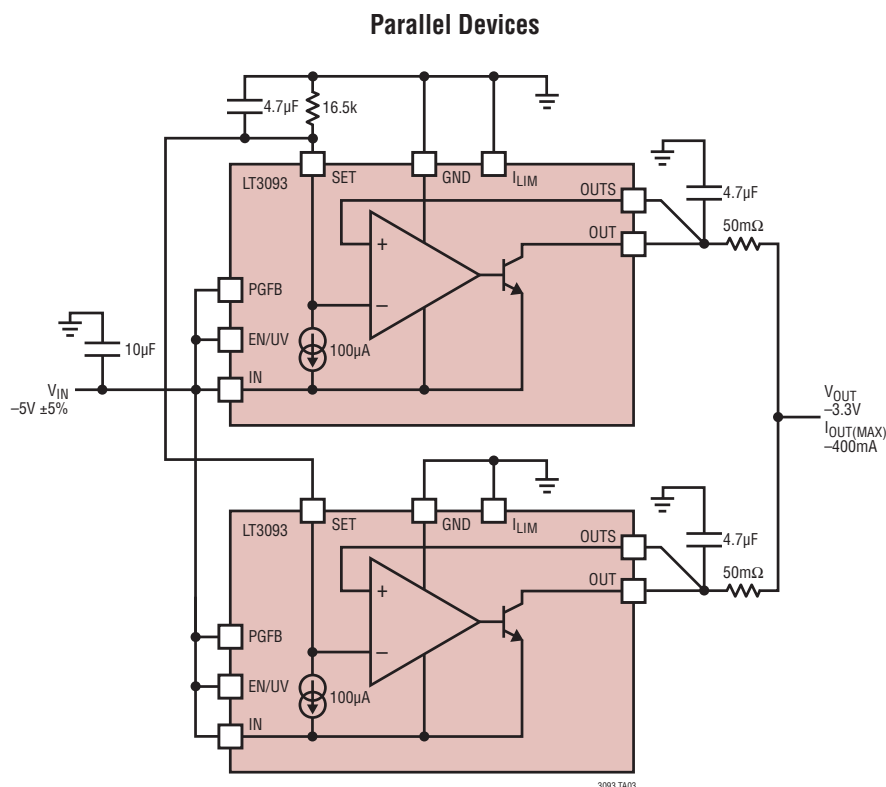 Parallel Devices
4.7µF
16.5k
LT3093
SET
GND
ILIM
OUTS
OUT
4.7µF
50mΩ
+
–
PGFB
EN/UV
100µA
IN
10µF
VIN
–5V ±5%
VOUT
–3.3V
IOUT(MAX)
–400mA
LT3093
SET
GND
ILIM
OUTS
OUT
4.7µF
50mΩ
+
–
PGFB
EN/UV
100µA
IN
3093 TA03